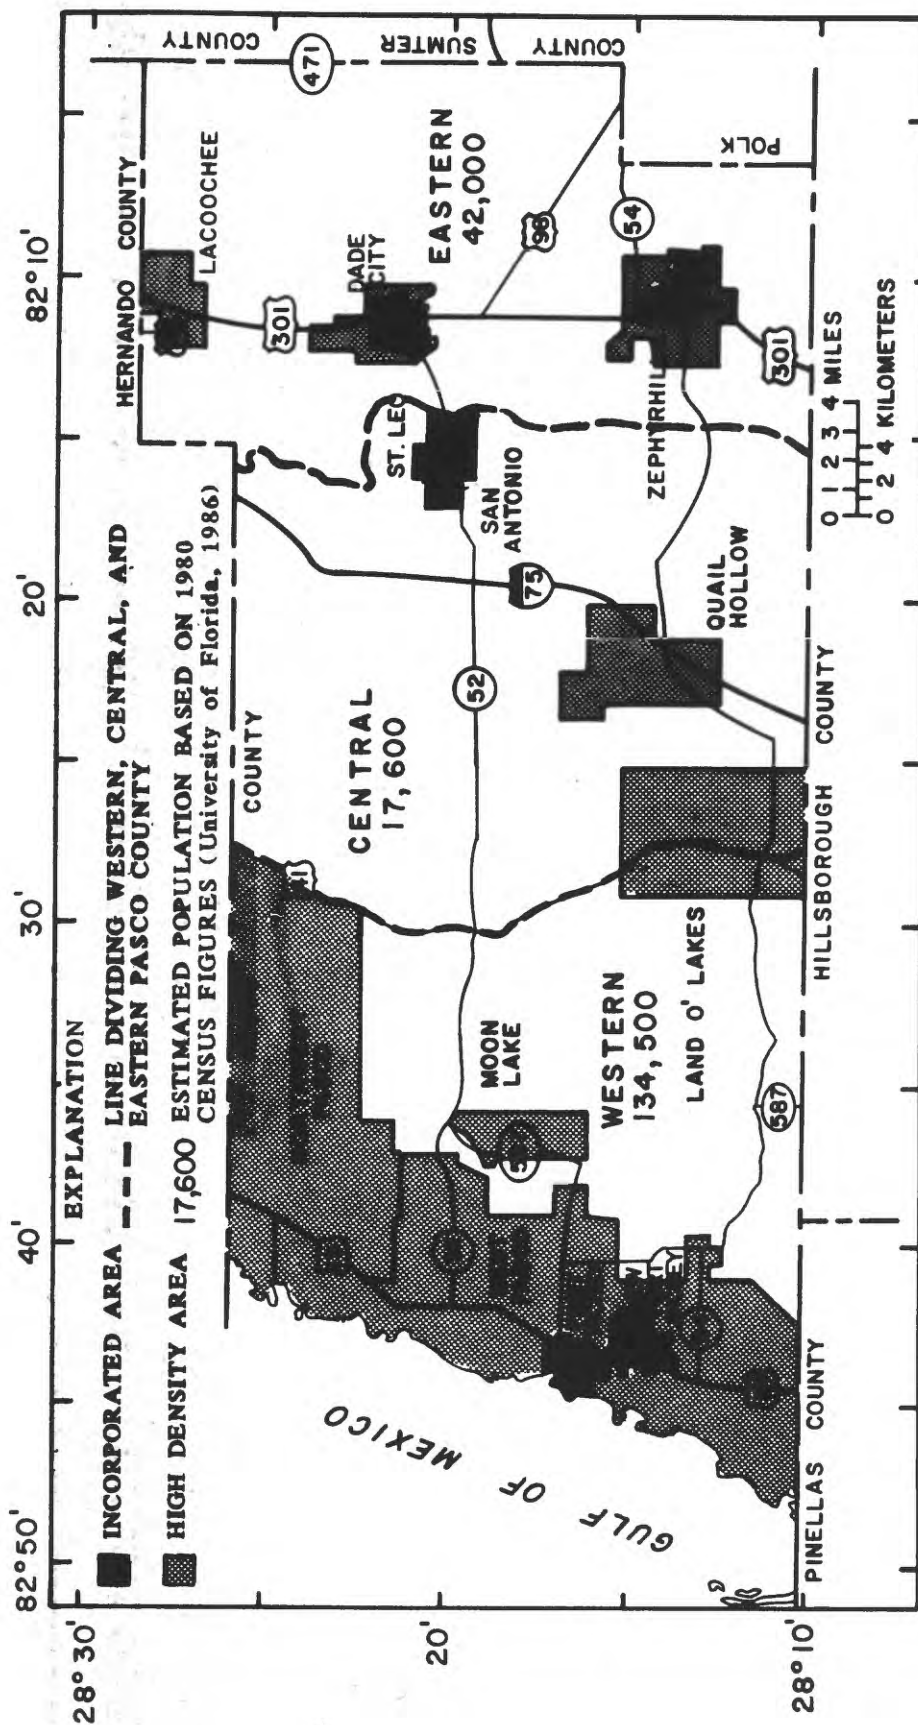 82°50'
40'
30'
20'
82°10'
28°30'
20'
28°10'
EXPLANATION
INCORPORATED AREA
LINE DIVIDING WESTERN, CENTRAL, AND
EASTERN PASCO COUNTY
HIGH DENSITY AREA
17,600 ESTIMATED POPULATION BASED ON 1980
CENSUS FIGURES (University of Florida, 1986)
HERNANDO COUNTY
COUNTY
LACOOCHEE
471
COUNTY
SUMTER
COUNTY
301
DADE
CITY
EASTERN
42,000
98
ST. LEO
SAN
ANTONIO
41
CENTRAL
17,600
52
75
MOON
LAKE
WESTERN
134,500
LAND O' LAKES
QUAIL
HOLLOW
ZEPHYRHIL
54
POLK
301
587
GULF OF MEXICO
PINELLAS COUNTY
HILLSBOROUGH COUNTY
0 1 2 3 4 MILES
0 2 4 KILOMETERS